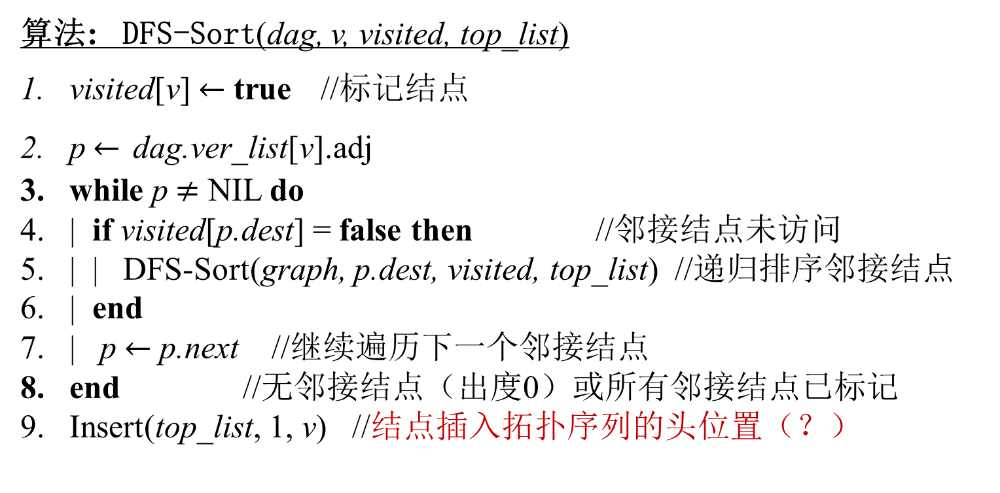 算法：DFS-Sort(dag, v, visited, top_list)
1. visited[v] ← true //标记结点
2. p ← dag.ver_list[v].adj
3. while p ≠ NIL do
4. | if visited[p.dest] = false then //邻接结点未访问
5. | | DFS-Sort(graph, p.dest, visited, top_list) //递归排序邻接结点
6. | end
7. | p ← p.next //继续遍历下一个邻接结点
8. end //无邻接结点（出度0）或所有邻接结点已标记
9. Insert(top_list, 1, v) //结点插入拓扑序列的头位置（？）